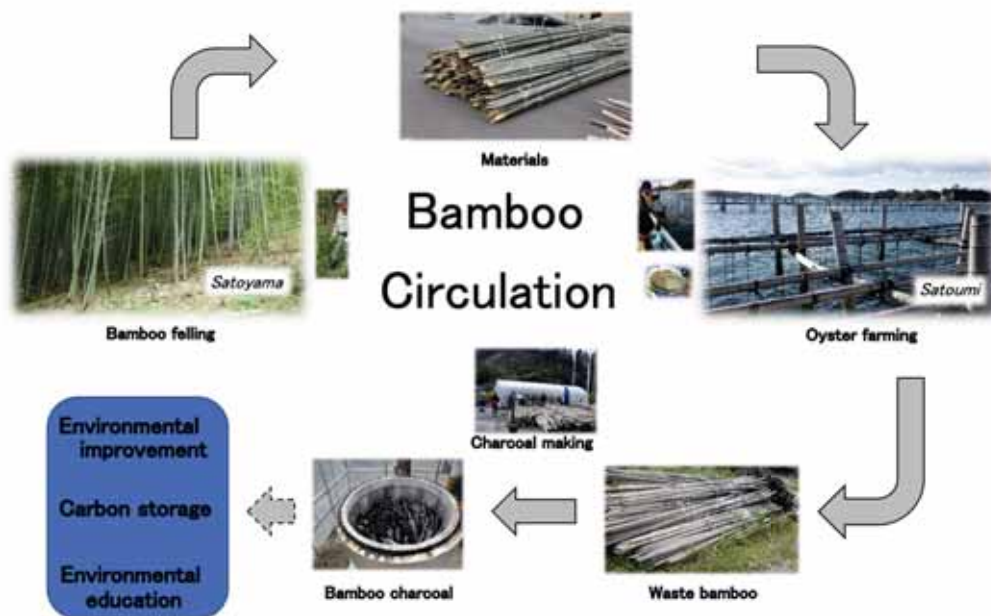 Materials
Bamboo
Circulation
Satoyama
Bamboo felling
Satoumi
Oyster farming
Charcoal making
Environmental
improvement
Carbon storage
Environmental
education
Bamboo charcoal
Waste bamboo